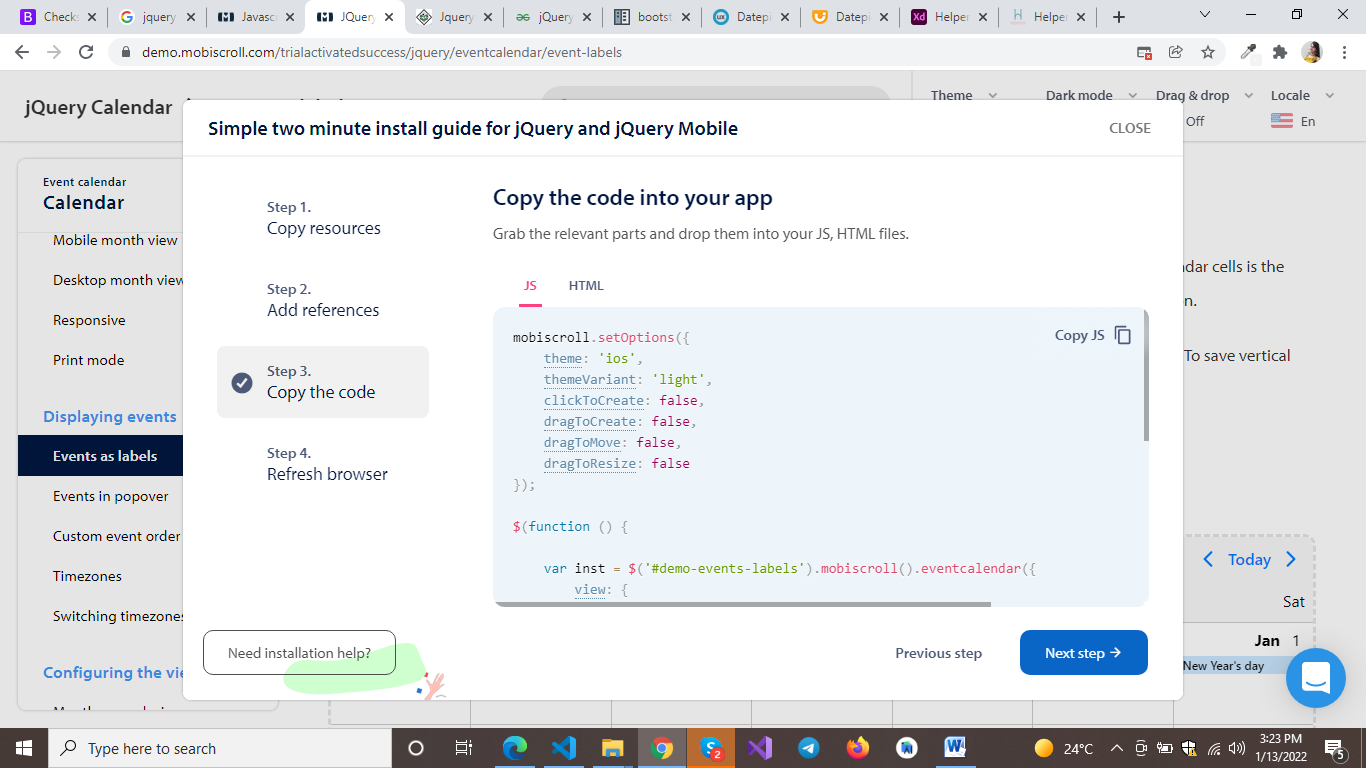 Checks
jquery
Javasc
JQuery
Jquery
jQuery
bootst
Datepi
Datep
Helper
Helper
demo.mobiscroll.com/trialactivatedsuccess/jquery/eventcalendar/event-labels
jQuery Calendar
Theme
Dark mode
Drag & drop
Locale
Off
En
Simple two minute install guide for jQuery and jQuery Mobile
CLOSE
Event calendar
Calendar
Mobile month view
Desktop month view
Responsive
Print mode
Displaying events
Events as labels
Events in popover
Custom event order
Timezones
Switching timezones
Configuring the vie
Step 1.
Copy resources
Step 2.
Add references
Step 3.
Copy the code
Step 4.
Refresh browser
Copy the code into your app
Grab the relevant parts and drop them into your JS, HTML files.
JS
HTML
Copy JS
mobiscroll.setOptions({
theme: 'ios',
themeVariant: 'light',
clickToCreate: false,
dragToCreate: false,
dragToMove: false,
dragToResize: false
});
$(function () {
var inst = $('#demo-events-labels').mobiscroll().eventcalendar({
view: {
Need installation help?
Previous step
Next step
dar cells is the
n.
To save vertical
Today
Sat
Jan 1
New Year's day
Type here to search
2
24°C
3:23 PM
1/13/2022
5